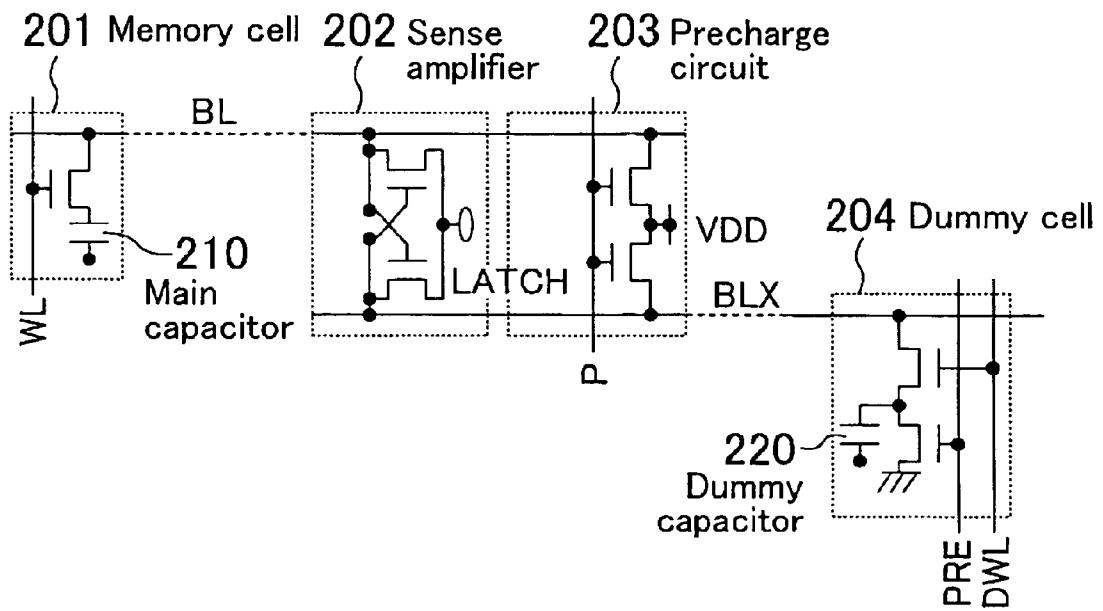 201 Memory cell
202 Sense
amplifier
203 Precharge
circuit
BL
204 Dummy cell
210
Main
capacitor
VDD
LATCH
BLX
WL
P
220
Dummy
capacitor
PRE
DWL